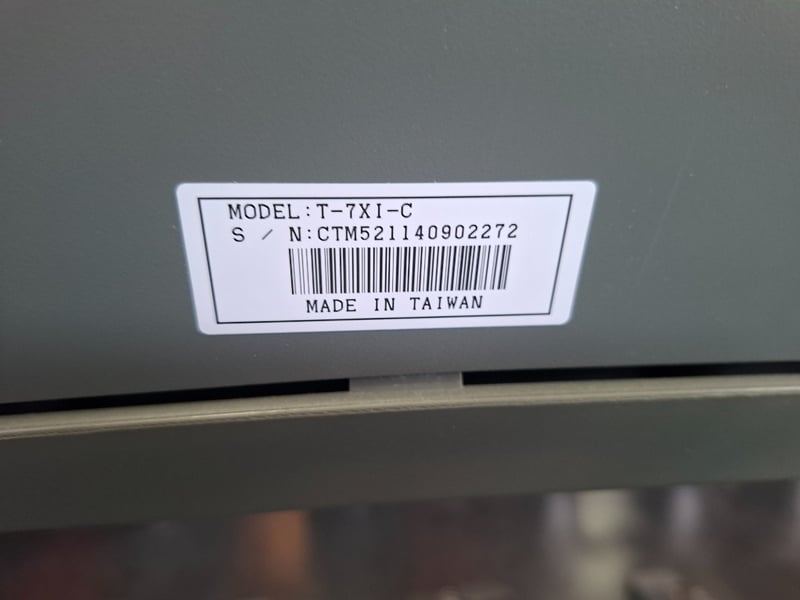 MODEL:T-7XI-C
S / N:CTM521140902272
MADE IN TAIWAN